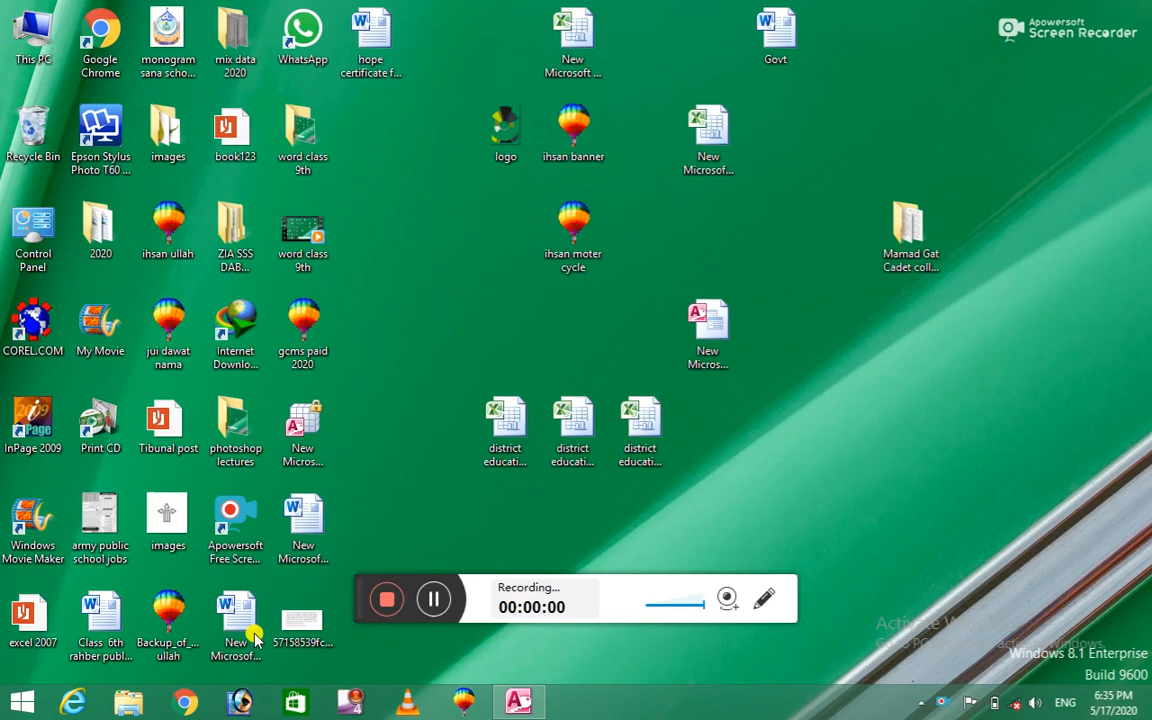 This PC
Google
Chrome
monogram
sana scho...
mix data
2020
WhatsApp
hope
certificate f...
New
Microsoft ...
Govt
Apowersoft
Screen Recorder
Recycle Bin
Epson Stylus
Photo T60 ...
images
book123
word class
9th
logo
ihsan banner
New
Microsof...
Control
Panel
2020
ihsan ullah
ZIA SSS
DAB...
word class
9th
ihsan moter
cycle
Mamad Gat
Cadet coll...
COREL.COM
My Movie
jui dawat
nama
Internet
Downlo...
gcms paid
2020
New
Micros...
InPage 2009
Print CD
Tibunal post
photoshop
lectures
New
Micros...
district
educati...
district
educati...
district
educati...
Windows
Movie Maker
army public
school jobs
images
Apowersoft
Free Scre...
New
Microsof...
Recording...
00:00:00
excel 2007
Class 6th
rahber publ...
Backup_of_...
ullah
New
Microsof...
57158539fc...
Activate
Windows 8.1 Enterprise
Build 9600
ENG
6:35 PM
5/17/2020